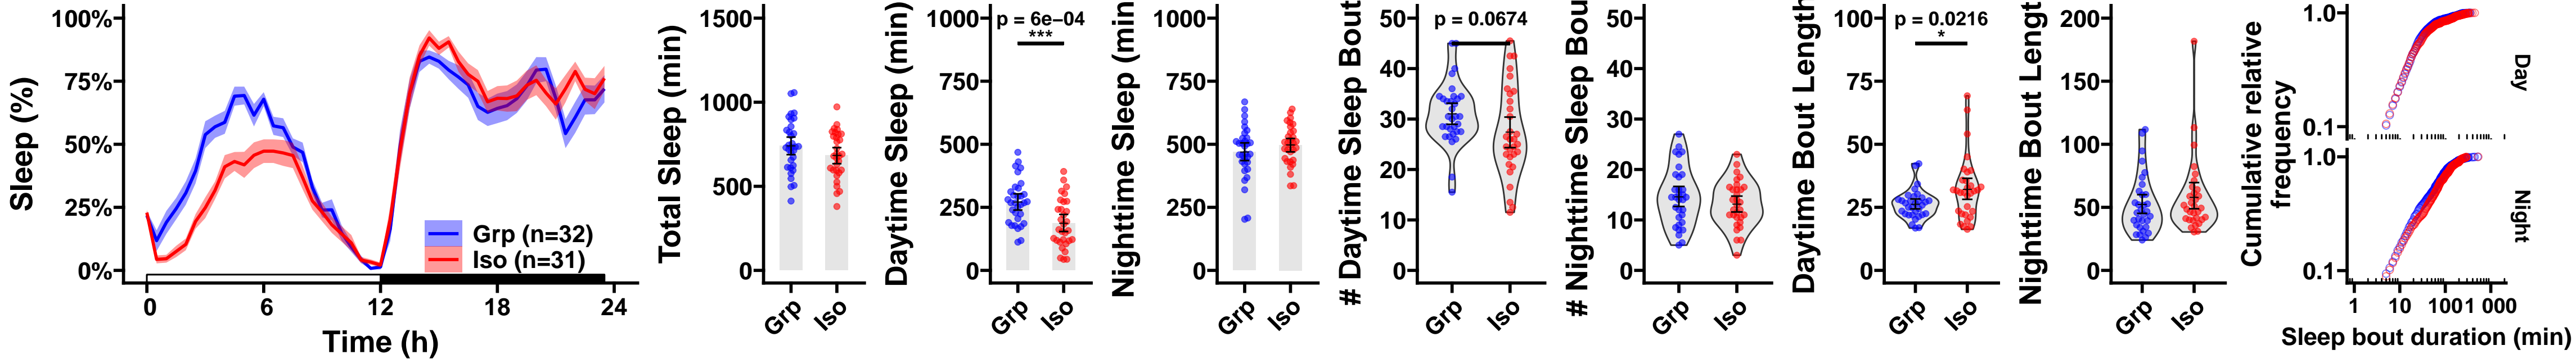 Sleep (%)
100%
75%
50%
25%
0%
Grp (n=32)
Iso (n=31)
0 6 12 18 24
Time (h)
Total Sleep (min)
1500
1000
500
0
Grp Iso
Daytime Sleep (min)
1000
750
500
250
0
p = 6e−04
***
Grp Iso
Nighttime Sleep (min
1000
750
500
250
0
Grp Iso
# Daytime Sleep Bout
50
40
30
20
10
0
p = 0.0674
Grp Iso
# Nighttime Sleep Bou
50
40
30
20
10
0
Grp Iso
Daytime Bout Length
100
75
50
25
0
p = 0.0216
*
Grp Iso
Nighttime Bout Lengt
200
150
100
50
0
Grp Iso
Cumulative relative
frequency
1.0
0.1
Day
1.0
0.1
Night
1 10 100 1 000
Sleep bout duration (min)